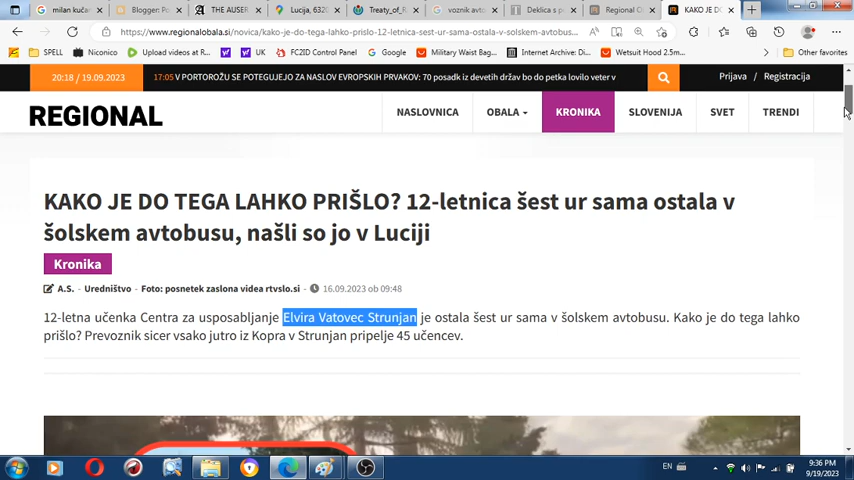 milan kuča
Blogger: Po
THE AUSER
Lucija, 6320
Treaty_of_R
voznik avto
Deklica s p
Regional O
KAKO JE DO
https://www.regionalobala.si/novica/kako-je-do-tega-lahko-prislo-12-letnica-sest-ur-sama-ostala-v-solskem-avtobus...
SPELL
Nocinico
Upload videos at R...
UK
FCZID Control Panel
Google
Military Waist Bag...
Internet Archive: Di...
Wetsuit Hood 2.5m...
Other favorites
20:18 / 19.09.2023
17:05 V PORTOROŽU SE POTEGUJEJO ZA NASLOV EVROPSKIH PRVAKOV: 70 posadk iz devetih držav bo do petka lovilo veter v
Prijava / Registracija
REGIONAL
NASLOVNICA
OBALA
KRONIKA
SLOVENIJA
SVET
TRENDI
KAKO JE DO TEGA LAHKO PRIŠLO? 12-letnica šest ur sama ostala v
šolskem avtobusu, našli so jo v Luciji
Kronika
A.S. - Uredništvo - Foto: posnetek zaslona videa rtvslo.si - 16.09.2023 ob 09:48
12-letna učenka Centra za usposabljanje Elvira Vatovec Strunjan je ostala šest ur sama v šolskem avtobusu. Kako je do tega lahko
prišlo? Prevoznik sicer vsako jutro iz Kopra v Strunjan pripelje 45 učencev.
EN
9:36 PM
9/19/2023